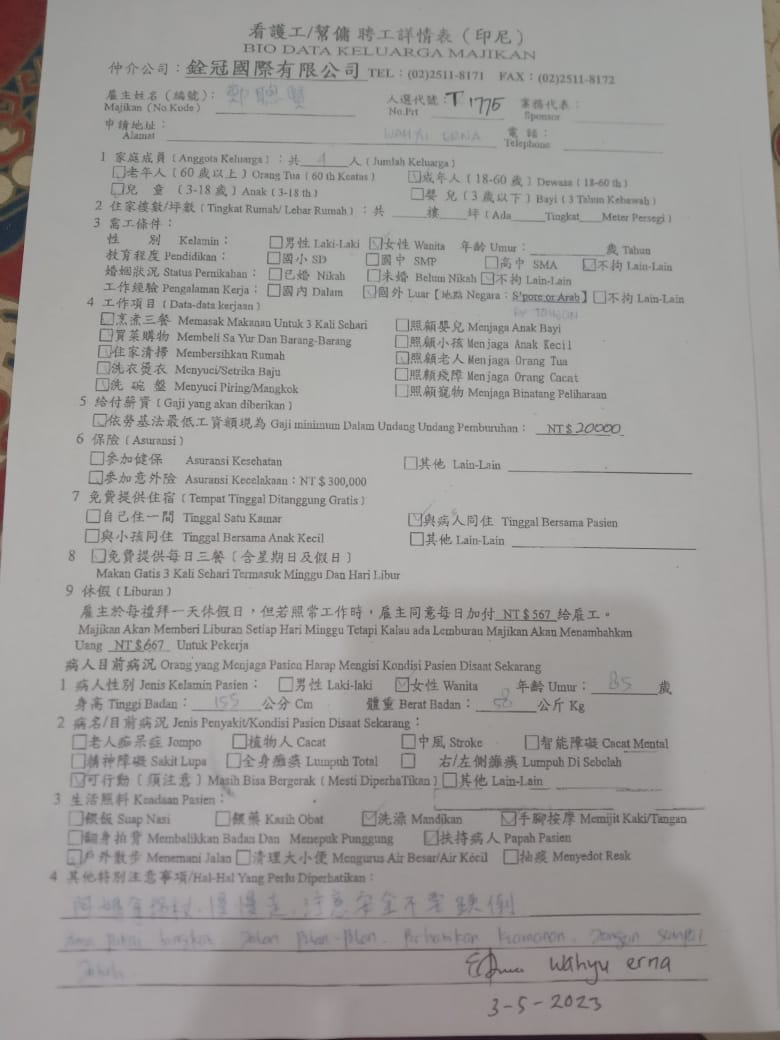 看護工/幫傭 聘工詳情表（印尼）
BIO DATA KELUARGA MAJIKAN
仲介公司：銓冠國際有限公司 TEL：(02)2511-8171 FAX：(02)2511-8172
雇主姓名（編號）： 鄭聰賢 人選代號：T 1775 業務代表：
Majikan (No.Kode) No.Prt Sponsor
申請地址： WAHYU ERNA 電 話：
Alamat Telephone
1 家庭成員（Anggota Keluarga）：共 4 人（Jumlah Keluarga）
□老年人（60 歲以上）Orang Tua (60 th Keatas) ☑成年人（18-60 歲）Dewasa (18-60 th)
□兒 童（3-18 歲）Anak (3-18 th) □嬰 兒（3 歲以下）Bayi (3 Tahun Kebawah)
2 住家樓數/坪數（Tingkat Rumah/ Lebar Rumah）：共____樓____坪（Ada____Tingkat____Meter Persegi）
3 需工條件：
性 別 Kelamin： □男性 Laki-Laki ☑女性 Wanita 年齡 Umur：________歲 Tahun
教育程度 Pendidikan： □國小 SD □國中 SMP □高中 SMA ☑不拘 Lain-Lain
婚姻狀況 Status Pernikahan： □已婚 Nikah □未婚 Belum Nikah ☑不拘 Lain-Lain
工作經驗 Pengalaman Kerja： □國內 Dalam ☑國外 Luar【地點 Negara：S'pore or Arab】□不拘 Lain-Lain
4 工作項目（Data-data kerjaan）
☑烹煮三餐 Memasak Makanan Untuk 3 Kali Sehari □照顧嬰兒 Menjaga Anak Bayi
☑買菜購物 Membeli Sa Yur Dan Barang-Barang □照顧小孩 Menjaga Anak Kecil
☑住家清掃 Membersihkan Rumah ☑照顧老人 Menjaga Orang Tua
☑洗衣燙衣 Menyuci/Setrika Baju □照顧殘障 Menjaga Orang Cacat
☑洗 碗 盤 Menyuci Piring/Mangkok □照顧寵物 Menjaga Binatang Peliharaan
5 給付薪資（Gaji yang akan diberikan）
☑依勞基法最低工資額現為 Gaji minimum Dalam Undang Undang Pemburuhan： NT$20000
6 保險（Asuransi）
□參加健保 Asuransi Kesehatan □其他 Lain-Lain
☑參加意外險 Asuransi Kecelakaan：NT$300,000
7 免費提供住宿（Tempat Tinggal Ditanggung Gratis）
□自己住一間 Tinggal Satu Kamar ☑與病人同住 Tinggal Bersama Pasien
□與小孩同住 Tinggal Bersama Anak Kecil □其他 Lain-Lain
8 ☑免費提供每日三餐（含星期日及假日）
Makan Gatis 3 Kali Sehari Termasuk Minggu Dan Hari Libur
9 休假（Liburan）
雇主於每禮拜一天休假日，但若照常工作時，雇主同意每日加付 NT$567 給雇工。
Majikan Akan Memberi Liburan Setiap Hari Minggu Tetapi Kalau ada Lemburan Majikan Akan Menambahkan
Uang NT$667 Untuk Pekerja
病人目前病況 Orang yang Menjaga Pasien Harap Mengisi Kondisi Pasien Disaat Sekarang
1 病人性別 Jenis Kelamin Pasien： □男性 Laki-laki ☑女性 Wanita 年齡 Umur： 85 歲
身高 Tinggi Badan： 155 公分 Cm 體重 Berat Badan： 公斤 Kg
2 病名/目前病況 Jenis Penyakit/Kondisi Pasien Disaat Sekarang：
□老人痴呆症 Jompo □植物人 Cacat □中風 Stroke □智能障礙 Cacat Mental
□精神障礙 Sakit Lupa □全身癱瘓 Lumpuh Total □ 右/左側癱瘓 Lumpuh Di Sebelah
☑可行動（須注意）Masih Bisa Bergerak（Mesti DiperhaTikan）□其他 Lain-Lain
3 生活照料 Keadaan Pasien：
□餵飯 Suap Nasi □餵藥 Kasih Obat ☑洗澡 Mandikan ☑手腳按摩 Memijit Kaki/Tangan
□翻身拍背 Membalikkan Badan Dan Menepuk Punggung ☑扶持病人 Papah Pasien
☑戶外散步 Menemani Jalan □清理大小便 Mengurus Air Besar/Air Kecil □抽痰 Menyedot Reak
4 其他特別注意事項/Hal-Hal Yang Perlu Diperhatikan：
阿媽拿拐杖，慢慢走，注意安全不要跌倒
Ama pakai tongkat Jalan pelan-pelan. Perhatikan Keamanan. Jangan sampai
Jatuh
Wahyu erna
3-5-2023